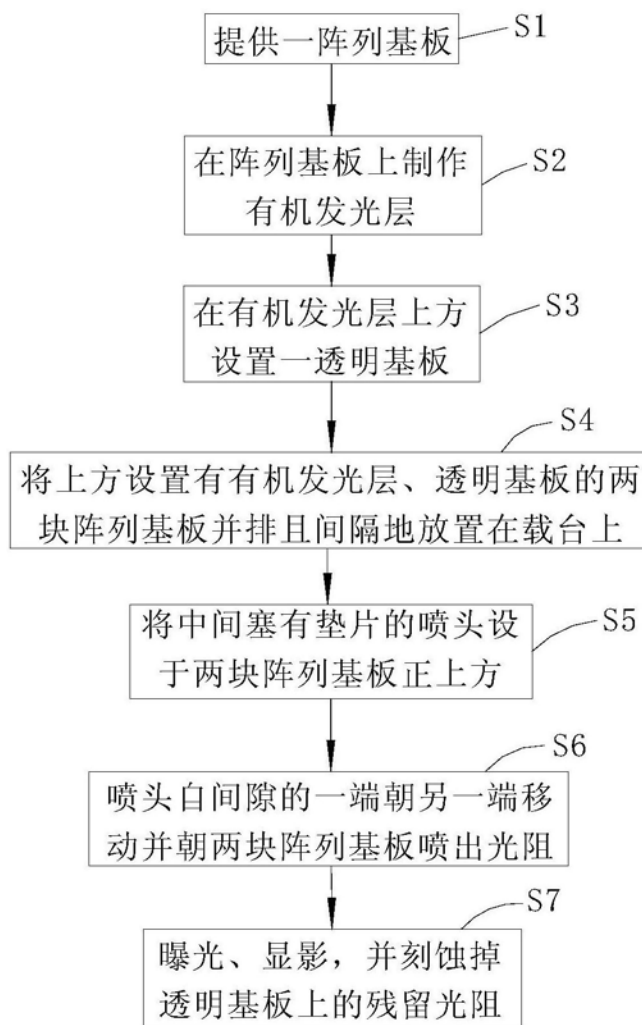 提供一阵列基板
S1
在阵列基板上制作
有机发光层
S2
在有机发光层上方
设置一透明基板
S3
S4
将上方设置有有机发光层、透明基板的两
块阵列基板并排且间隔地放置在载台上
将中间塞有垫片的喷头设
于两块阵列基板正上方
S5
S6
喷头白间隙的一端朝另一端移
动并朝两块阵列基板喷出光阻
S7
曝光、显影，并刻蚀掉
透明基板上的残留光阻